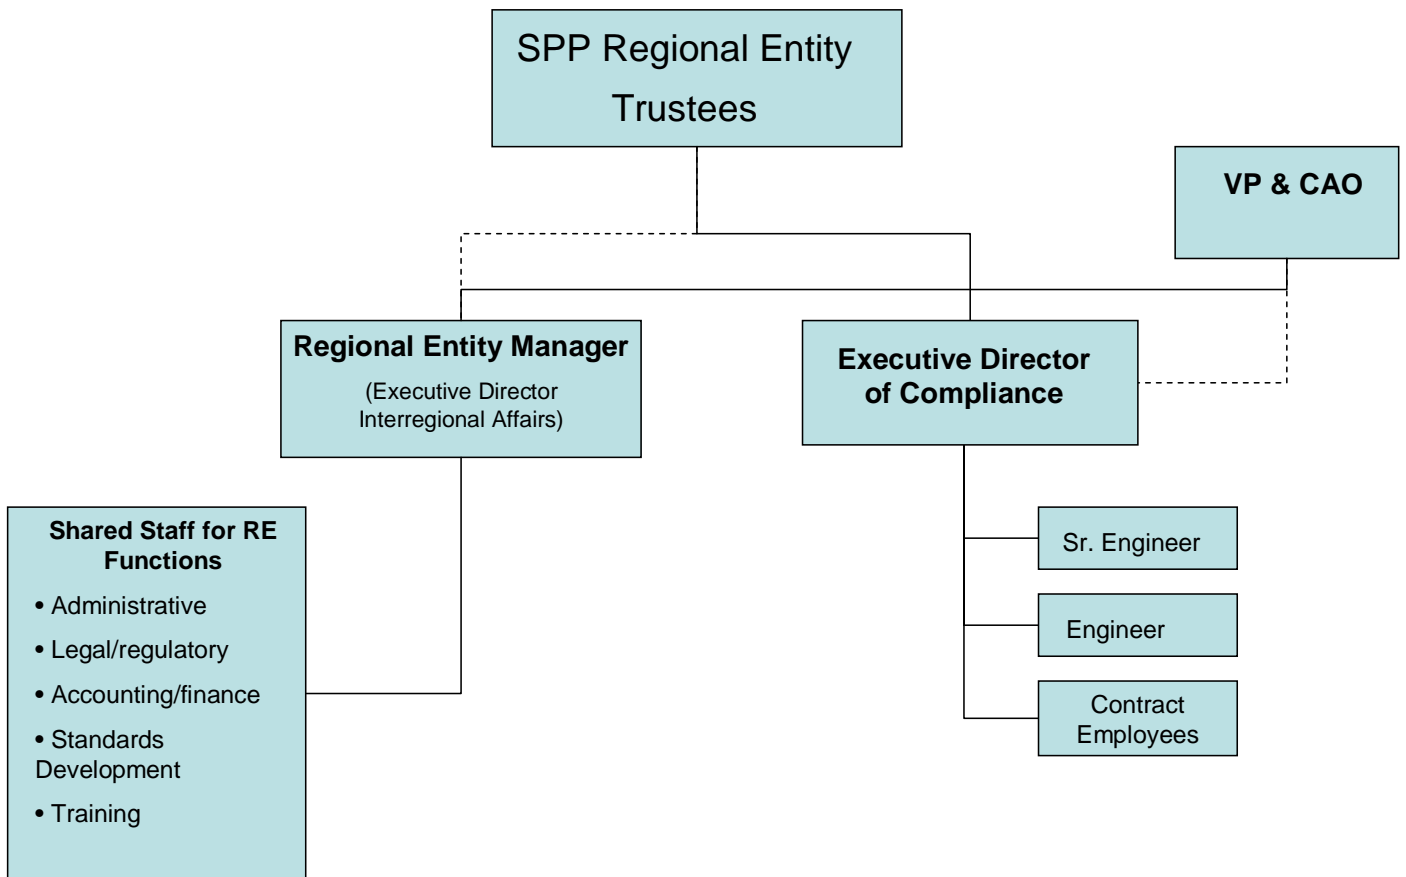 SPP Regional Entity
Trustees
VP & CAO
Regional Entity Manager
(Executive Director
Interregional Affairs)
Executive Director
of Compliance
Shared Staff for RE
Functions
• Administrative
• Legal/regulatory
• Accounting/finance
• Standards
Development
• Training
Sr. Engineer
Engineer
Contract
Employees